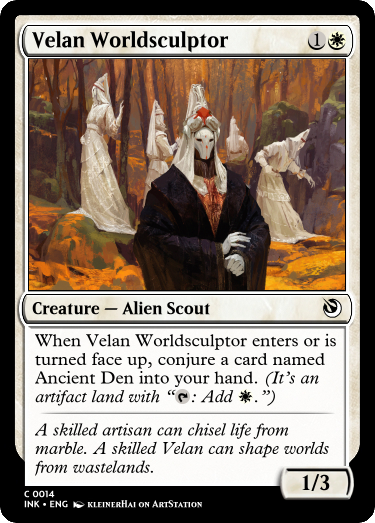 Velan Worldsculptor 1
Creature — Alien Scout
When Velan Worldsculptor enters or is
turned face up, conjure a card named
Ancient Den into your hand. (It's an
artifact land with “: Add .”)
A skilled artisan can chisel life from
marble. A skilled Velan can shape worlds
from wastelands.
1/3
C 0014
INK • ENG KLEINERHAI ON ARTSTATION